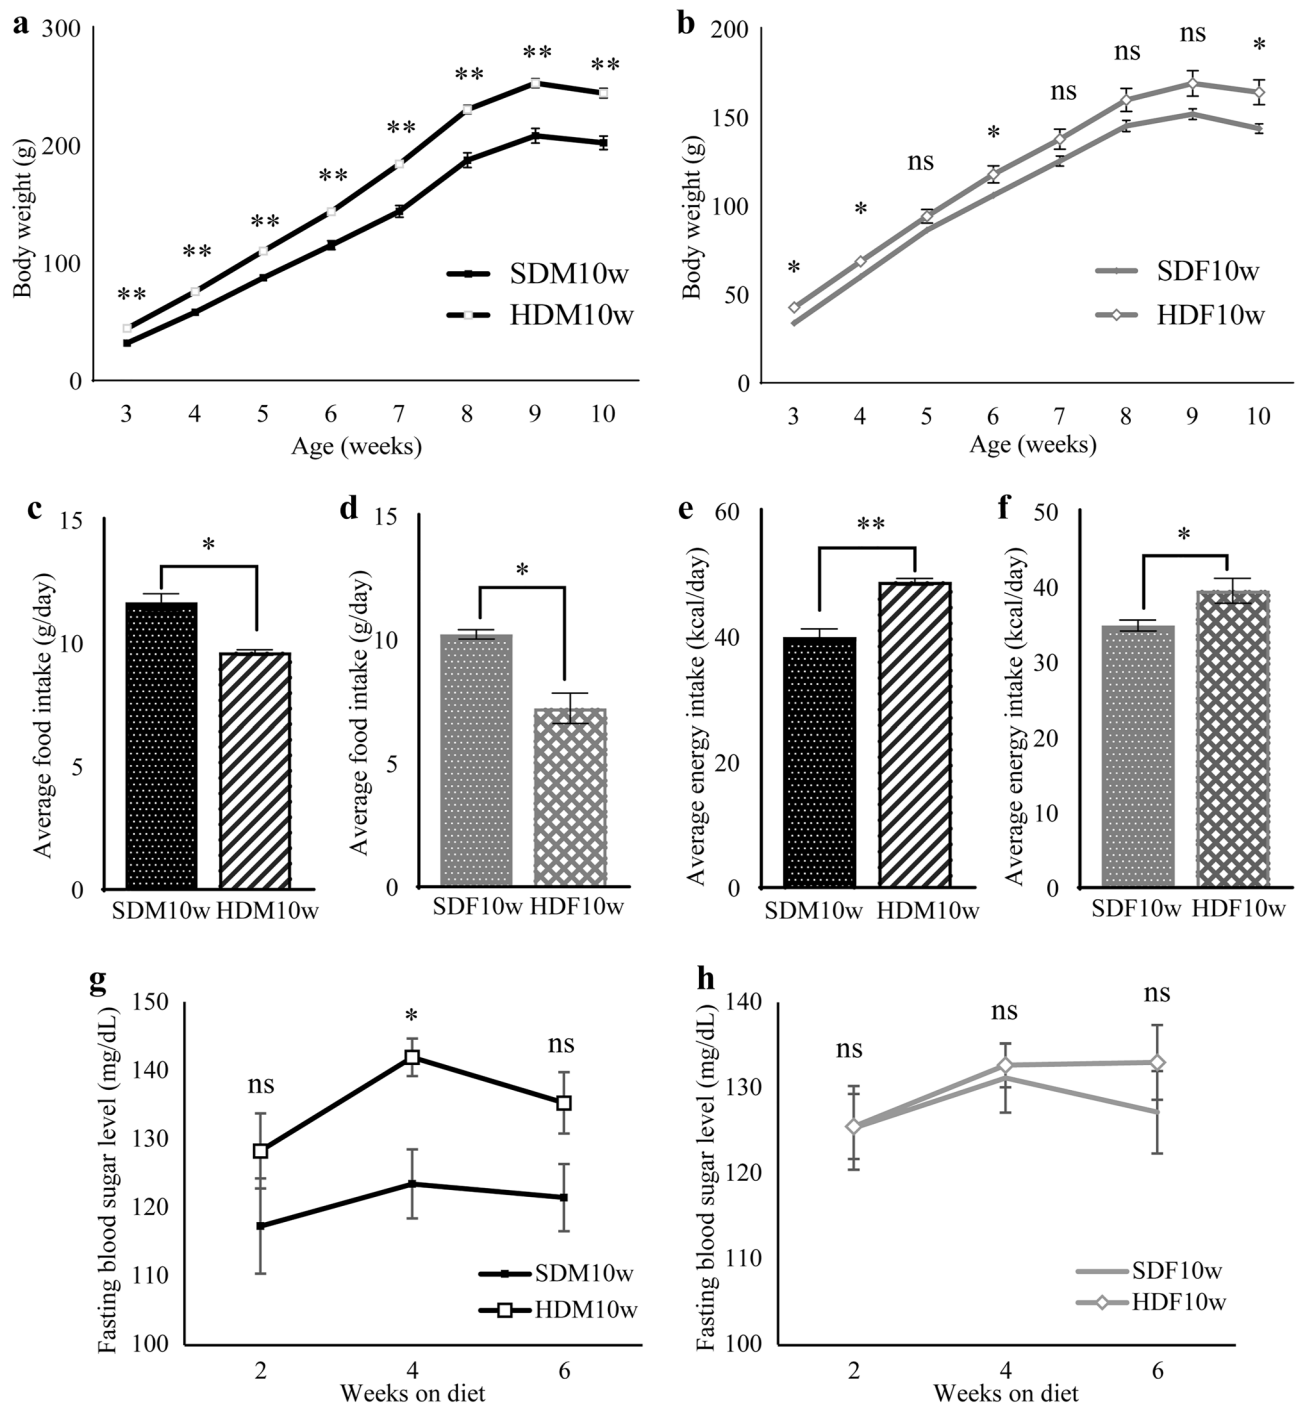 a
300
200
100
0
Body weight (g)
**
**
**
**
**
**
**
**
SDM10w
HDM10w
3 4 5 6 7 8 9 10
Age (weeks)
b
200
150
100
50
0
Body weight (g)
*
*
ns
*
ns
ns
ns
*
SDF10w
HDF10w
3 4 5 6 7 8 9 10
Age (weeks)
c
15
10
5
0
Average food intake (g/day)
*
SDM10w HDM10w
d
15
10
5
0
Average food intake (g/day)
*
SDF10w HDF10w
e
60
40
20
0
Average energy intake (kcal/day)
**
SDM10w HDM10w
f
50
40
30
20
10
0
Average energy intake (kcal/day)
*
SDF10w HDF10w
g
150
140
130
120
110
100
Fasting blood sugar level (mg/dL)
ns
*
ns
SDM10w
HDM10w
2 4 6
Weeks on diet
h
140
130
120
110
100
Fasting blood sugar level (mg/dL)
ns
ns
ns
SDF10w
HDF10w
2 4 6
Weeks on diet